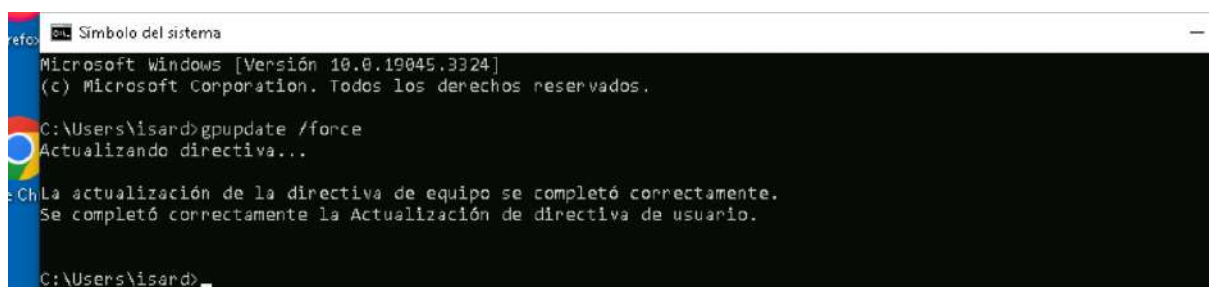 refox
Símbolo del sistema
Microsoft Windows [Versión 10.0.19045.3324]
(c) Microsoft Corporation. Todos los derechos reservados.
C:\Users\isard>gpupdate /force
Actualizando directiva...
e Ch
La actualización de la directiva de equipo se completó correctamente.
Se completó correctamente la Actualización de directiva de usuario.
C:\Users\isard>